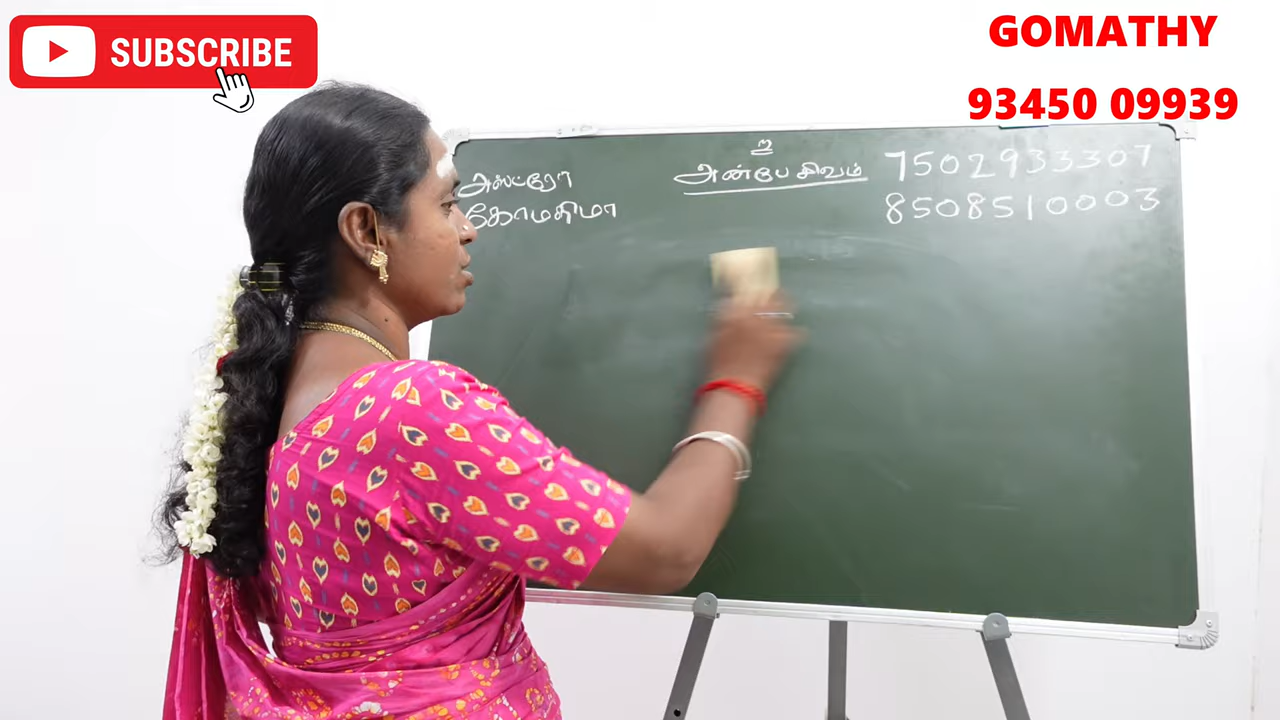 SUBSCRIBE
GOMATHY
93450 09939
உ
அன்பே சிவம்
அஸ்ட்ரோ
கோமதிமா
7502933307
8508510003